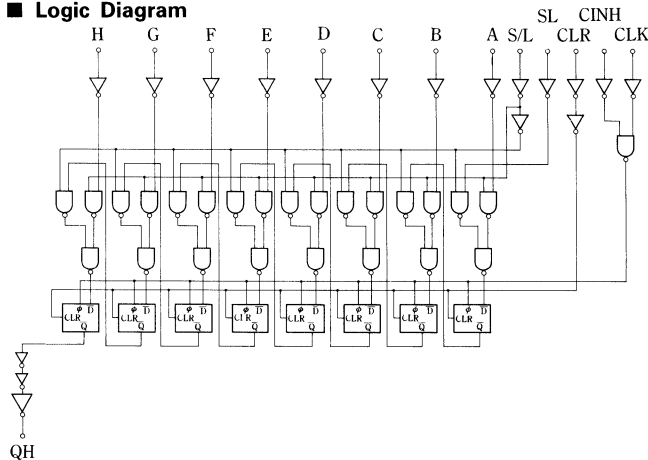 ■ Logic Diagram
SL CINH
H G F E D C B A S/L CLR CLK
φ D̅ φ D̅ φ D̅ φ D̅ φ D̅ φ D̅ φ D̅ φ D̅
CLR CLR CLR CLR CLR CLR CLR CLR
Q̅ Q̅ Q̅ Q̅ Q̅ Q̅ Q̅ Q̅
QH